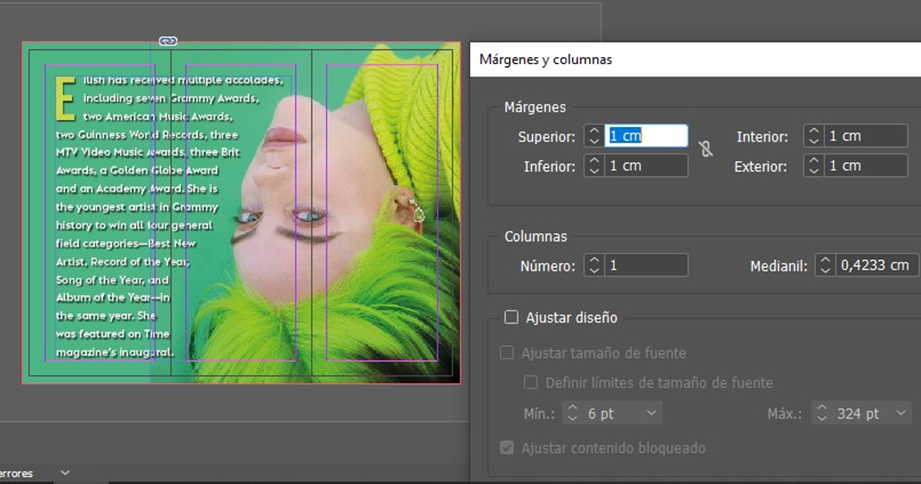 Eilish has received multiple accolades,
including seven Grammy Awards,
two American Music Awards,
two Guinness World Records, three
MTV Video Music Awards, three Brit
Awards, a Golden Globe Award
and an Academy Award. She is
the youngest artist in Grammy
history to win all four general
field categories—Best New
Artist, Record of the Year,
Song of the Year, and
Album of the Year—in
the same year. She
was featured on Time
magazine's inaugural.
errores
Márgenes y columnas
Márgenes
Superior: 1 cm Interior: 1 cm
Inferior: 1 cm Exterior: 1 cm
Columnas
Número: 1 Medianil: 0,4233 cm
Ajustar diseño
Ajustar tamaño de fuente
Definir límites de tamaño de fuente
Mín.: 6 pt Máx.: 324 pt
Ajustar contenido bloqueado